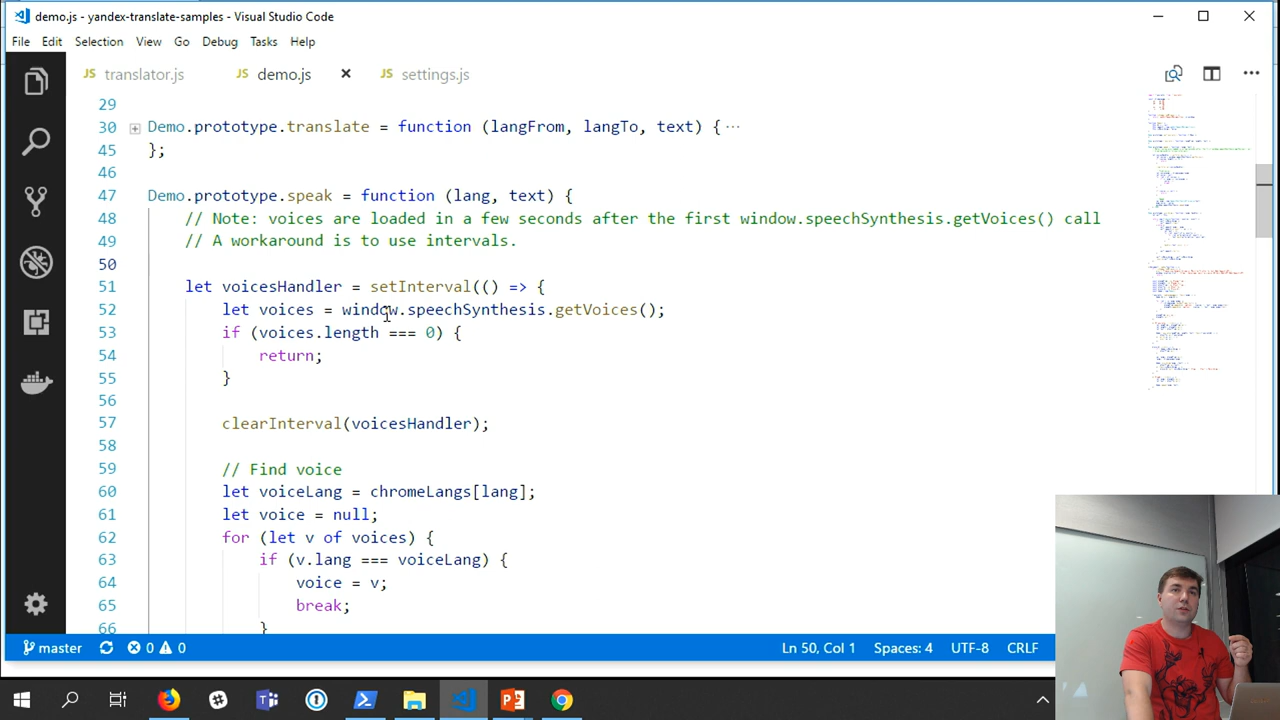 demo.js - yandex-translate-samples - Visual Studio Code
File Edit Selection View Go Debug Tasks Help
JS translator.js JS demo.js JS settings.js
29
30 Demo.prototype.translate = function (langFrom, langTo, text) { ···
45 };
46
47 Demo.prototype.speak = function (lang, text) {
48 // Note: voices are loaded in few seconds after the first window.speechSynthesis.getVoices() call
49 // A workaround is to use intervals.
50
51 let voicesHandler = setInterval(() => {
52 let voices = window.speechSynthesis.getVoices();
53 if (voices.length === 0) {
54 return;
55 }
56
57 clearInterval(voicesHandler);
58
59 // Find voice
60 let voiceLang = chromeLangs[lang];
61 let voice = null;
62 for (let v of voices) {
63 if (v.lang === voiceLang) {
64 voice = v;
65 break;
66 }
master 0 0 Ln 50, Col 1 Spaces: 4 UTF-8 CRLF